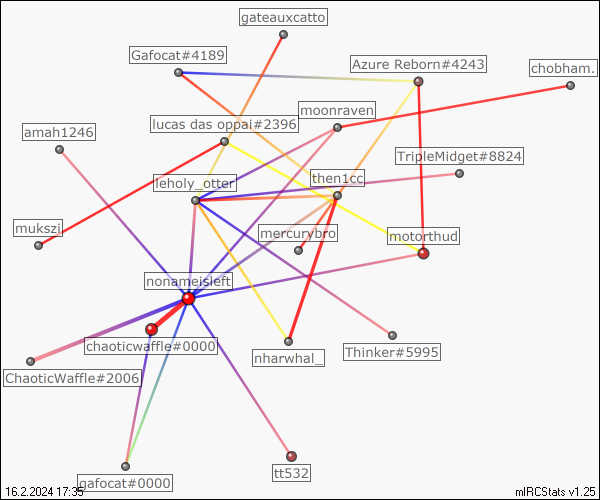 gateauxcatto
Gafocat#4189
Azure Reborn#4243
chobham.
moonraven
lucas das oppai#2396
amah1246
TripleMidget#8824
leholy_otter
then1cc
mukszi
mercurybro
motorthud
nonameisleft
chaoticwaffle#0000
nharwhal_
Thinker#5995
ChaoticWaffle#2006
tt532
gafocat#0000
16.2.2024 17:35
mIRCStats v1.25